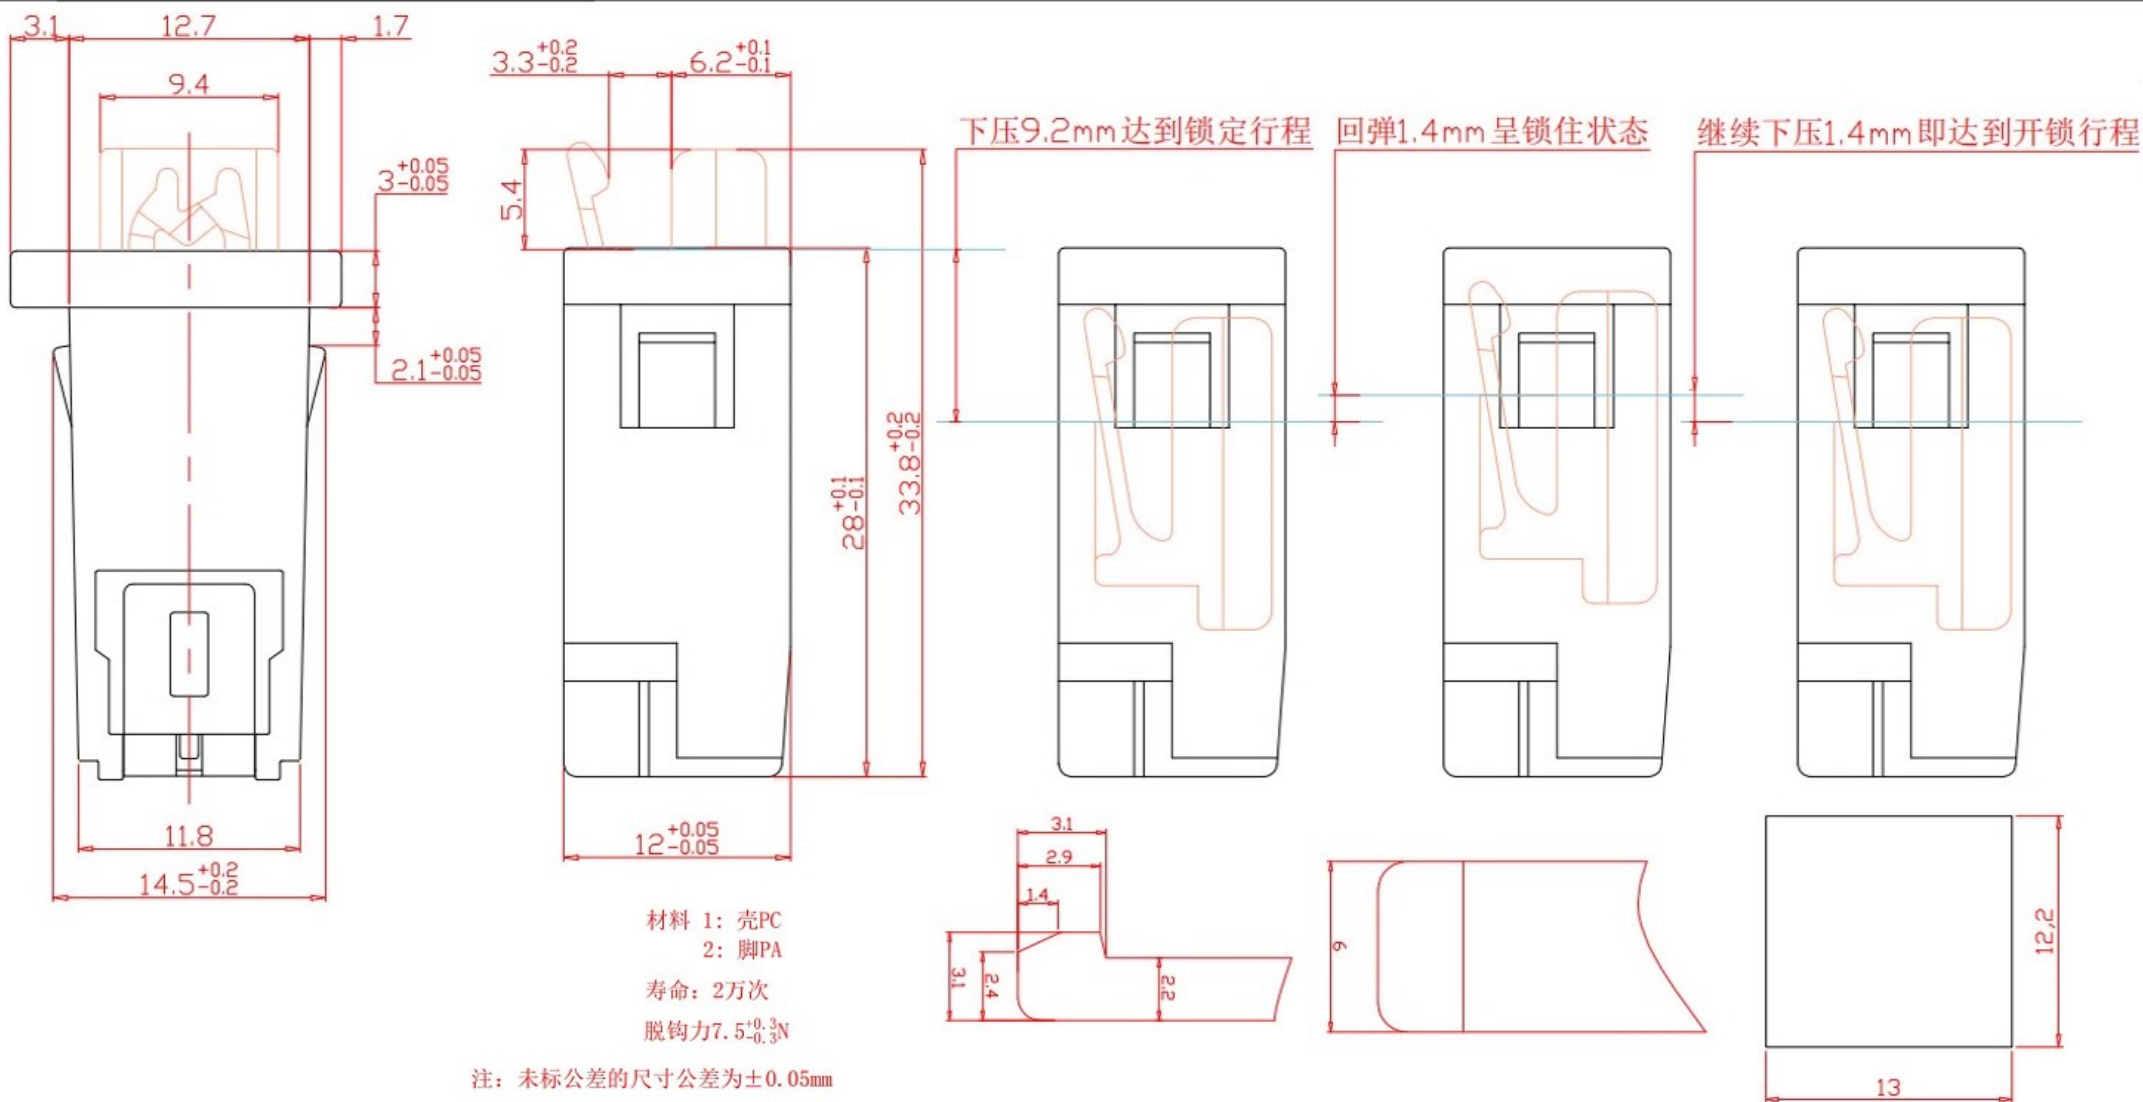 3.1
12.7
1.7
9.4
3+0.05-0.05
2.1+0.05-0.05
11.8
14.5+0.2-0.2
3.3+0.2-0.2
6.2+0.1-0.1
5.4
28+0.1-0.1
33.8+0.2-0.2
12+0.05-0.05
下压9.2mm达到锁定行程
回弹1.4mm呈锁住状态
继续下压1.4mm即达到开锁行程
材料 1: 壳PC
2: 脚PA
寿命: 2万次
脱钩力7.5+0.3-0.3N
注: 未标公差的尺寸公差为±0.05mm
3.1
2.9
1.4
3.1
2.4
2.2
9
12,2
13